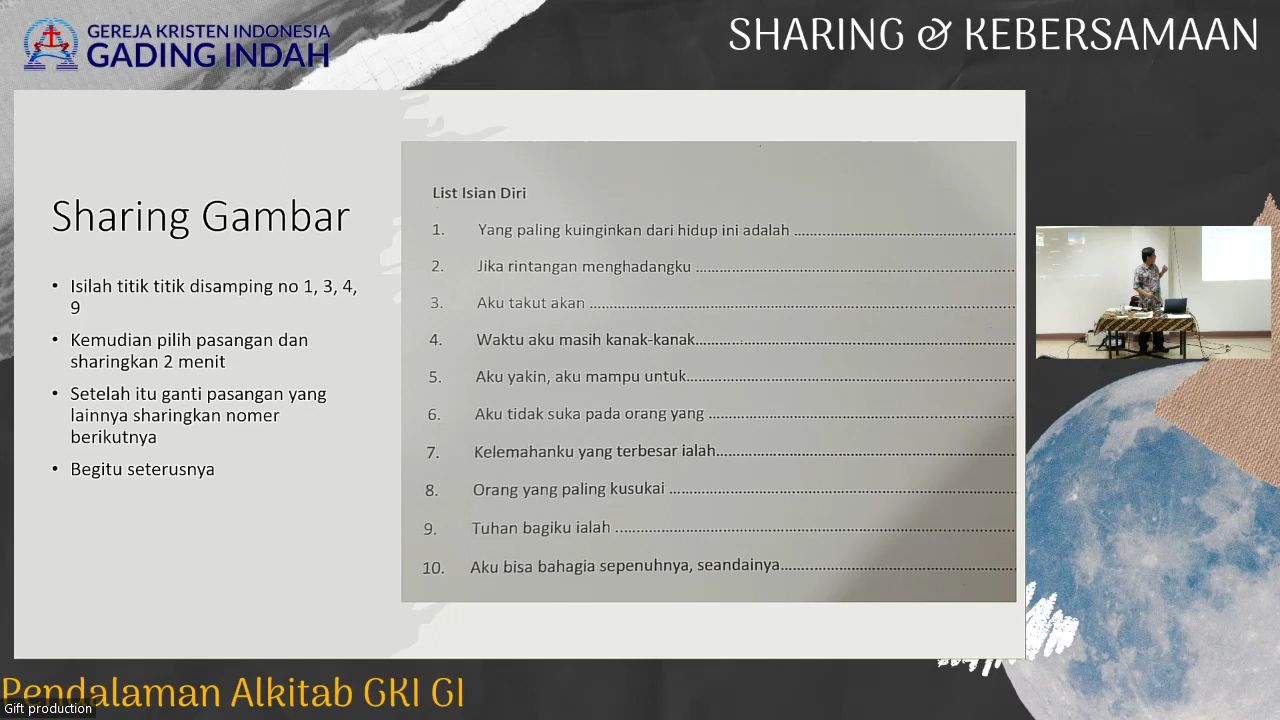 GEREJA KRISTEN INDONESIA
GADING INDAH
SHARING & KEBERSAMAAN
Sharing Gambar
• Isilah titik titik disamping no 1, 3, 4,
9
• Kemudian pilih pasangan dan
sharingkan 2 menit
• Setelah itu ganti pasangan yang
lainnya sharingkan nomer
berikutnya
• Begitu seterusnya
List Isian Diri
1. Yang paling kuinginkan dari hidup ini adalah ....................
2. Jika rintangan menghadangku ....................
3. Aku takut akan ....................
4. Waktu aku masih kanak-kanak....................
5. Aku yakin, aku mampu untuk....................
6. Aku tidak suka pada orang yang ....................
7. Kelemahanku yang terbesar ialah....................
8. Orang yang paling kusukai ....................
9. Tuhan bagiku ialah ....................
10. Aku bisa bahagia sepenuhnya, seandainya....................
Pendalaman Alkitab GKI GI
Gift production